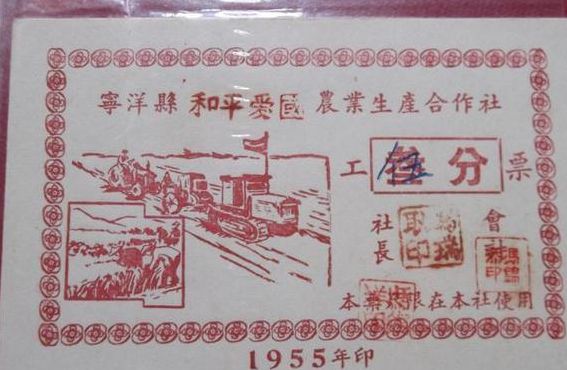 寧洋縣和平愛國農業生產合作社
工伍分票
社長
會
本票只限在本社使用
1955年印